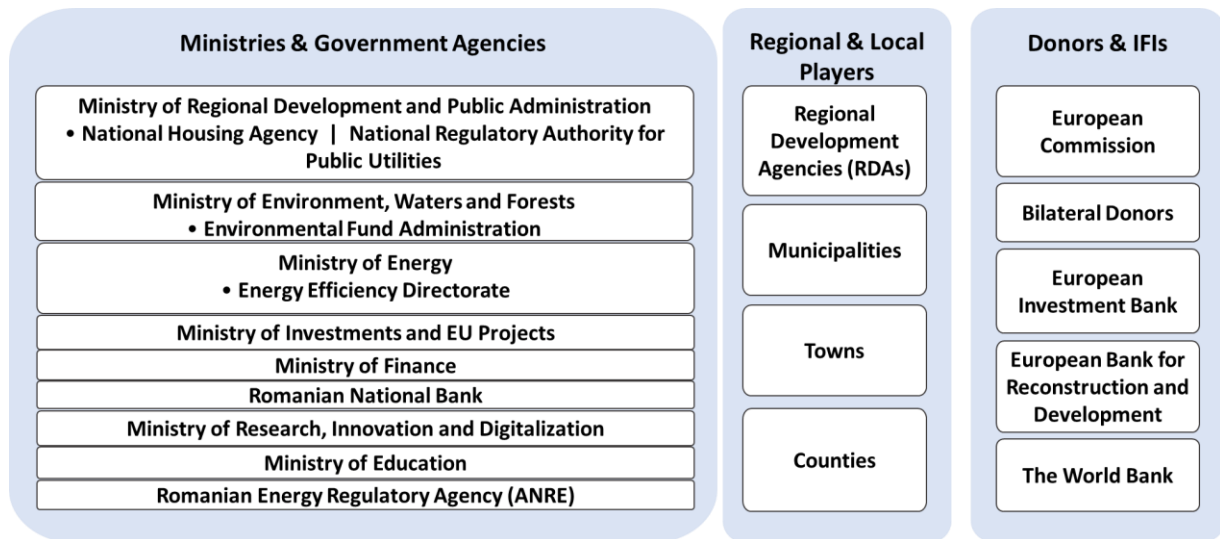 Ministries & Government Agencies
Ministry of Regional Development and Public Administration
• National Housing Agency | National Regulatory Authority for
Public Utilities
Ministry of Environment, Waters and Forests
• Environmental Fund Administration
Ministry of Energy
• Energy Efficiency Directorate
Ministry of Investments and EU Projects
Ministry of Finance
Romanian National Bank
Ministry of Research, Innovation and Digitalization
Ministry of Education
Romanian Energy Regulatory Agency (ANRE)
Regional & Local
Players
Regional
Development
Agencies (RDAs)
Municipalities
Towns
Counties
Donors & IFIs
European
Commission
Bilateral Donors
European
Investment Bank
European Bank for
Reconstruction and
Development
The World Bank